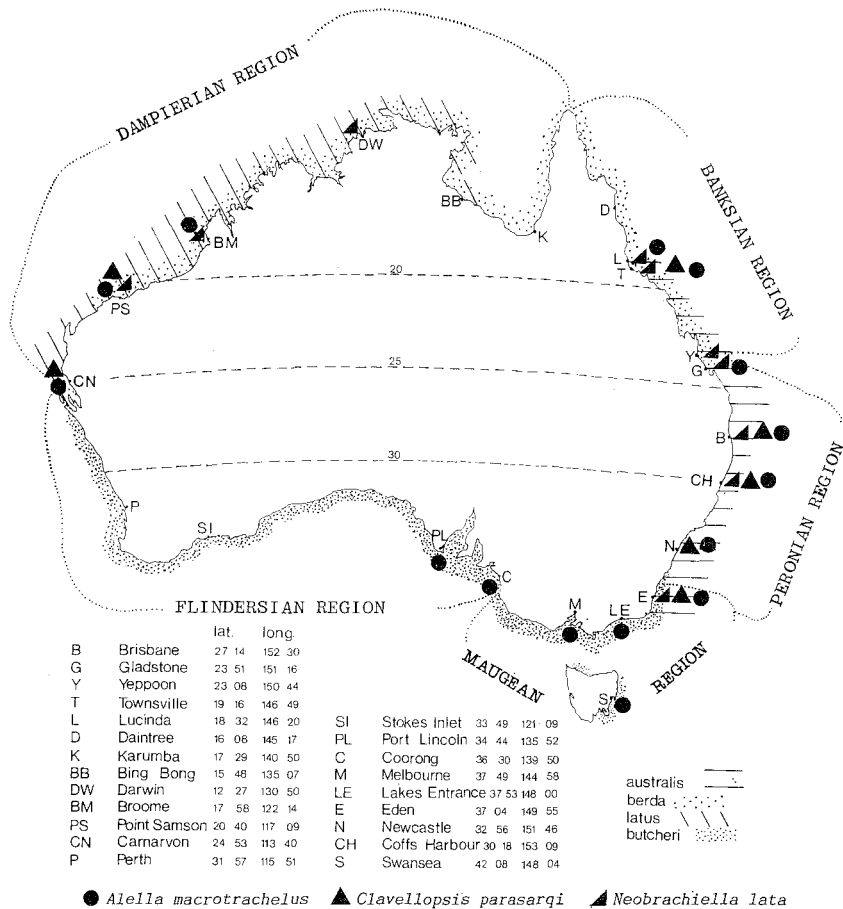 DAMPIERIAN REGION
BANKSIAN REGION
PERONIAN REGION
FLINDERSIAN REGION
MAUGEAN REGION
DW
BB
K
D
BM
L
T
20
PS
Y
G
25
CN
B
30
CH
P
SI
PL
N
C
E
M
LE
S
lat. long.
B Brisbane 27 14 152 30
G Gladstone 23 51 151 16
Y Yeppoon 23 08 150 44
T Townsville 19 16 146 49
L Lucinda 18 32 146 20
D Daintree 16 08 145 17
K Karumba 17 29 140 50
BB Bing Bong 15 48 135 07
DW Darwin 12 27 130 50
BM Broome 17 58 122 14
PS Point Samson 20 40 117 09
CN Carnarvon 24 53 113 40
P Perth 31 57 115 51
SI Stokes Inlet 33 49 121 09
PL Port Lincoln 34 44 135 52
C Coorong 36 30 139 50
M Melbourne 37 49 144 58
LE Lakes Entrance 37 53 148 00
E Eden 37 04 149 55
N Newcastle 32 56 151 46
CH Coffs Harbour 30 18 153 09
S Swansea 42 08 148 04
australis
berda
latus
butcheri
Alella macrotrachelus Clavellopsis parasargi Neobrachiella lata